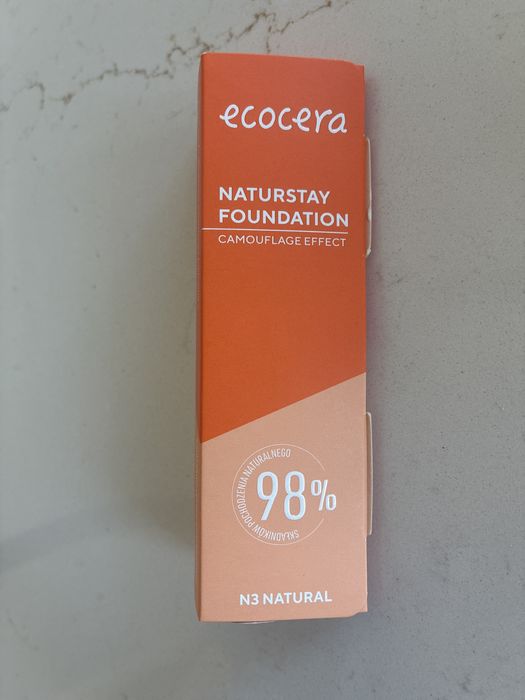 ecocera
NATURSTAY
FOUNDATION
CAMOUFLAGE EFFECT
98%
SKŁADNIKÓW POCHODZENIA NATURALNEGO
N3 NATURAL